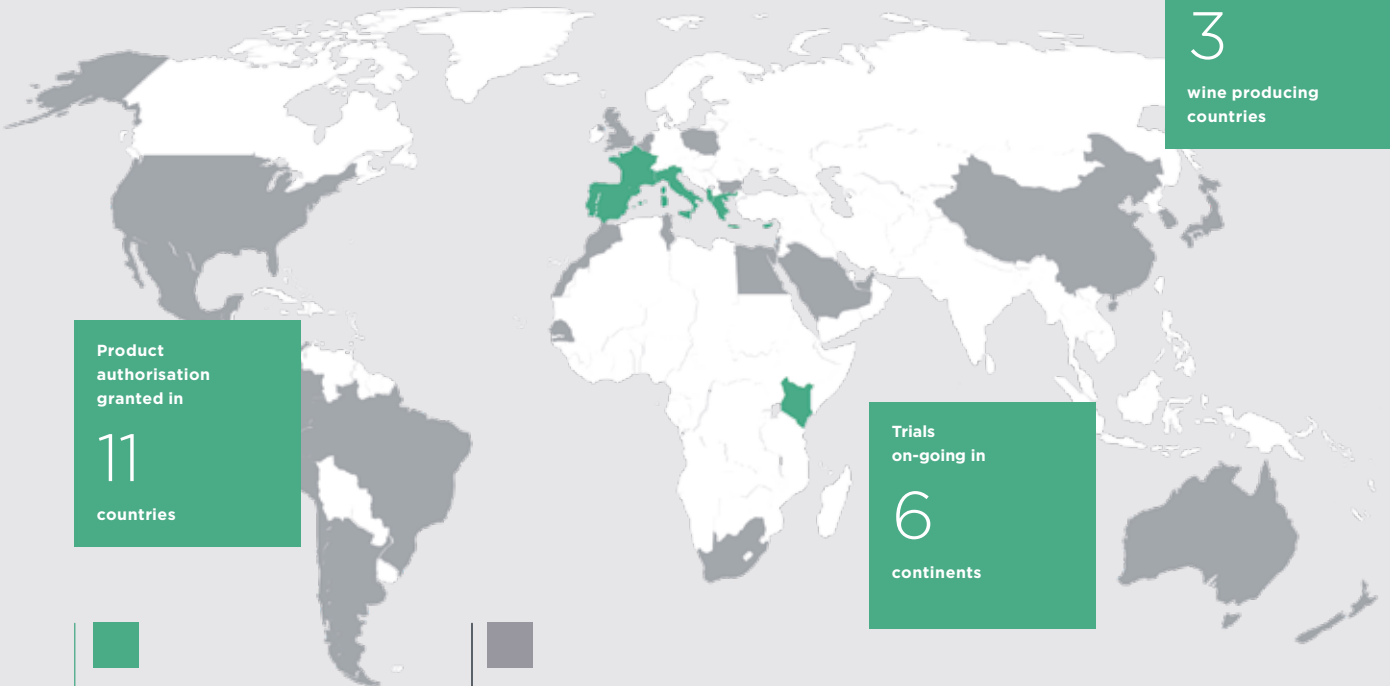 3
wine producing
countries
Product
authorisation
granted in
11
countries
Trials
on-going in
6
continents